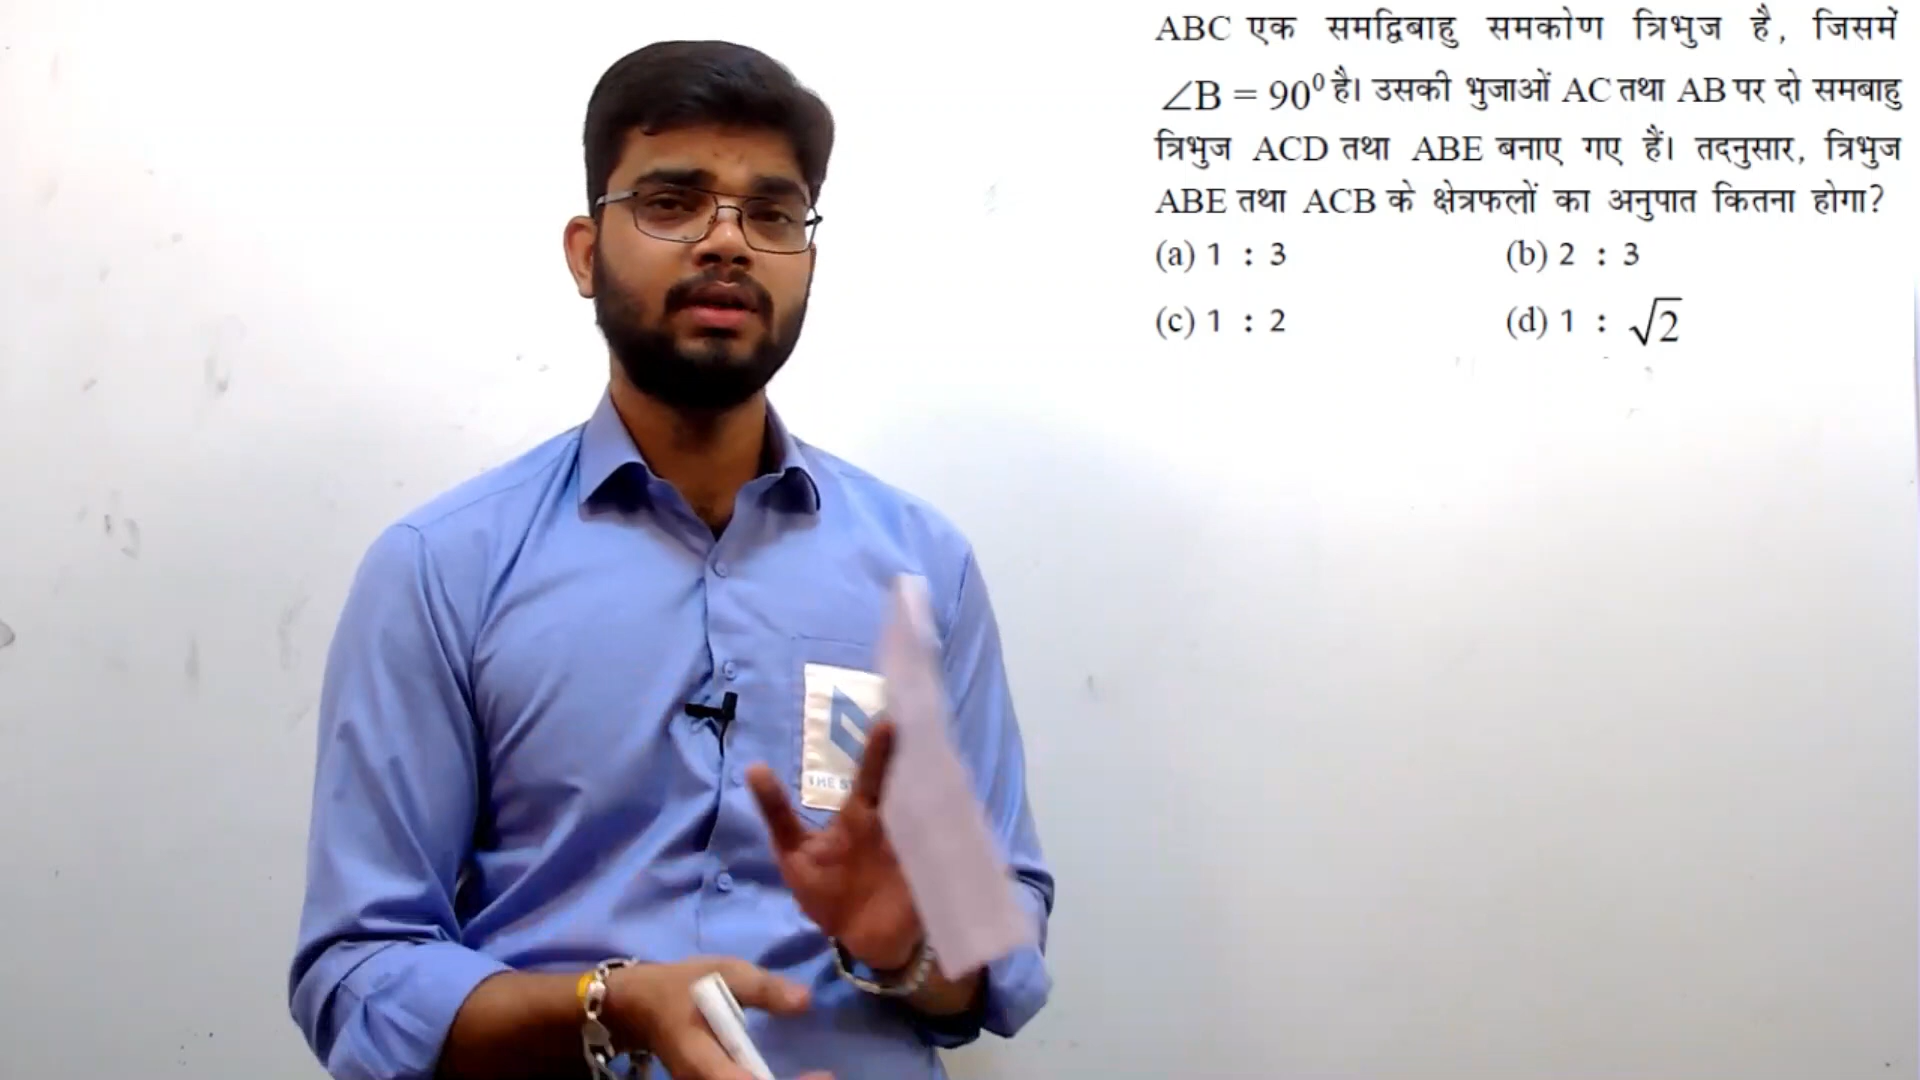 ABC एक समद्विबाहु समकोण त्रिभुज है, जिसमें
∠B = 90⁰ है। उसकी भुजाओं AC तथा AB पर दो समबाहु
त्रिभुज ACD तथा ABE बनाए गए हैं। तदनुसार, त्रिभुज
ABE तथा ACB के क्षेत्रफलों का अनुपात कितना होगा?
(a) 1 : 3 (b) 2 : 3
(c) 1 : 2 (d) 1 : √2
THE